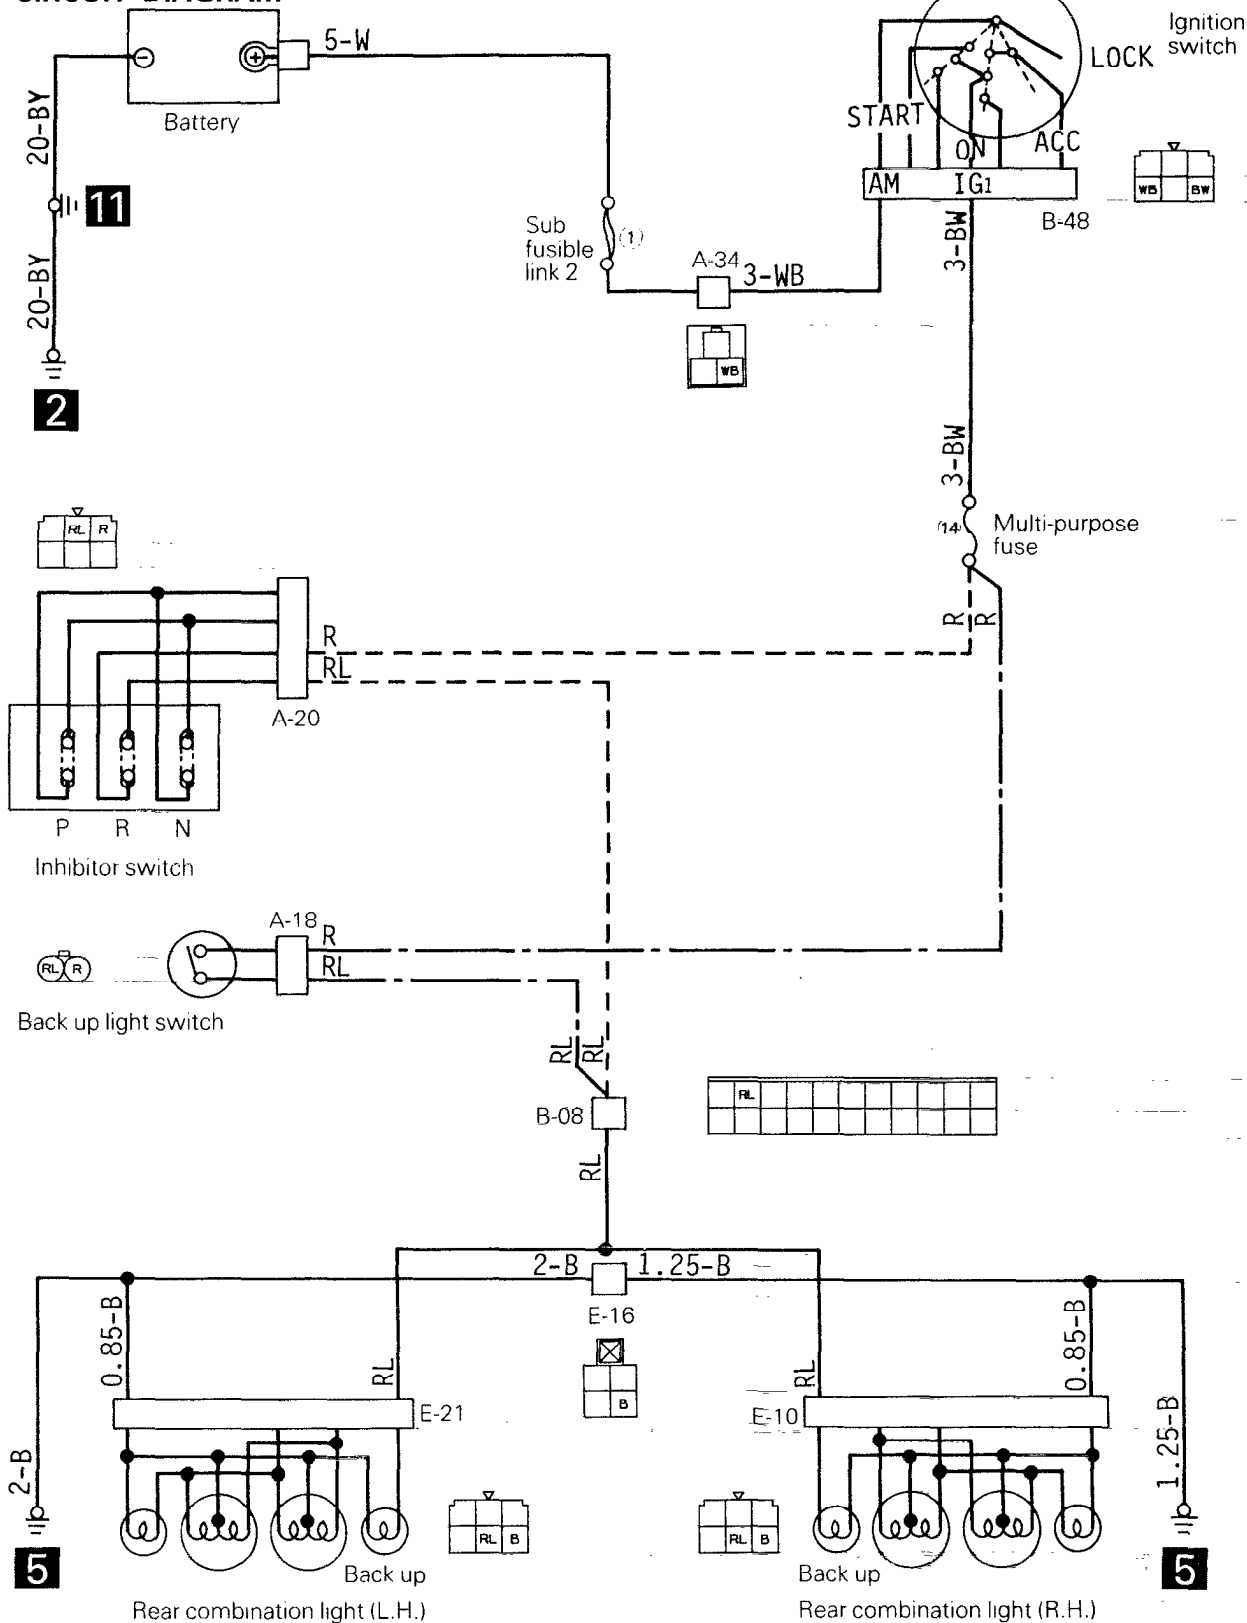 CIRCUIT DIAGRAM
5-W
Ignition
switch
LOCK
Battery
START
ON
ACC
20-BY
11
AM
IG1
WB
BW
B-48
Sub
fusible
link 2
(1)
A-34
3-WB
3-BW
20-BY
WB
2
3-BW
RL
R
(14)
Multi-purpose
fuse
R
R
R
RL
A-20
P
R
N
Inhibitor switch
A-18
R
RL
RL
R
Back up light switch
RL
RL
B-08
RL
RL
2-B
1.25-B
E-16
0.85-B
RL
B
RL
0.85-B
E-21
E-10
2-B
1.25-B
RL
B
RL
B
5
Back up
Back up
5
Rear combination light (L.H.)
Rear combination light (R.H.)